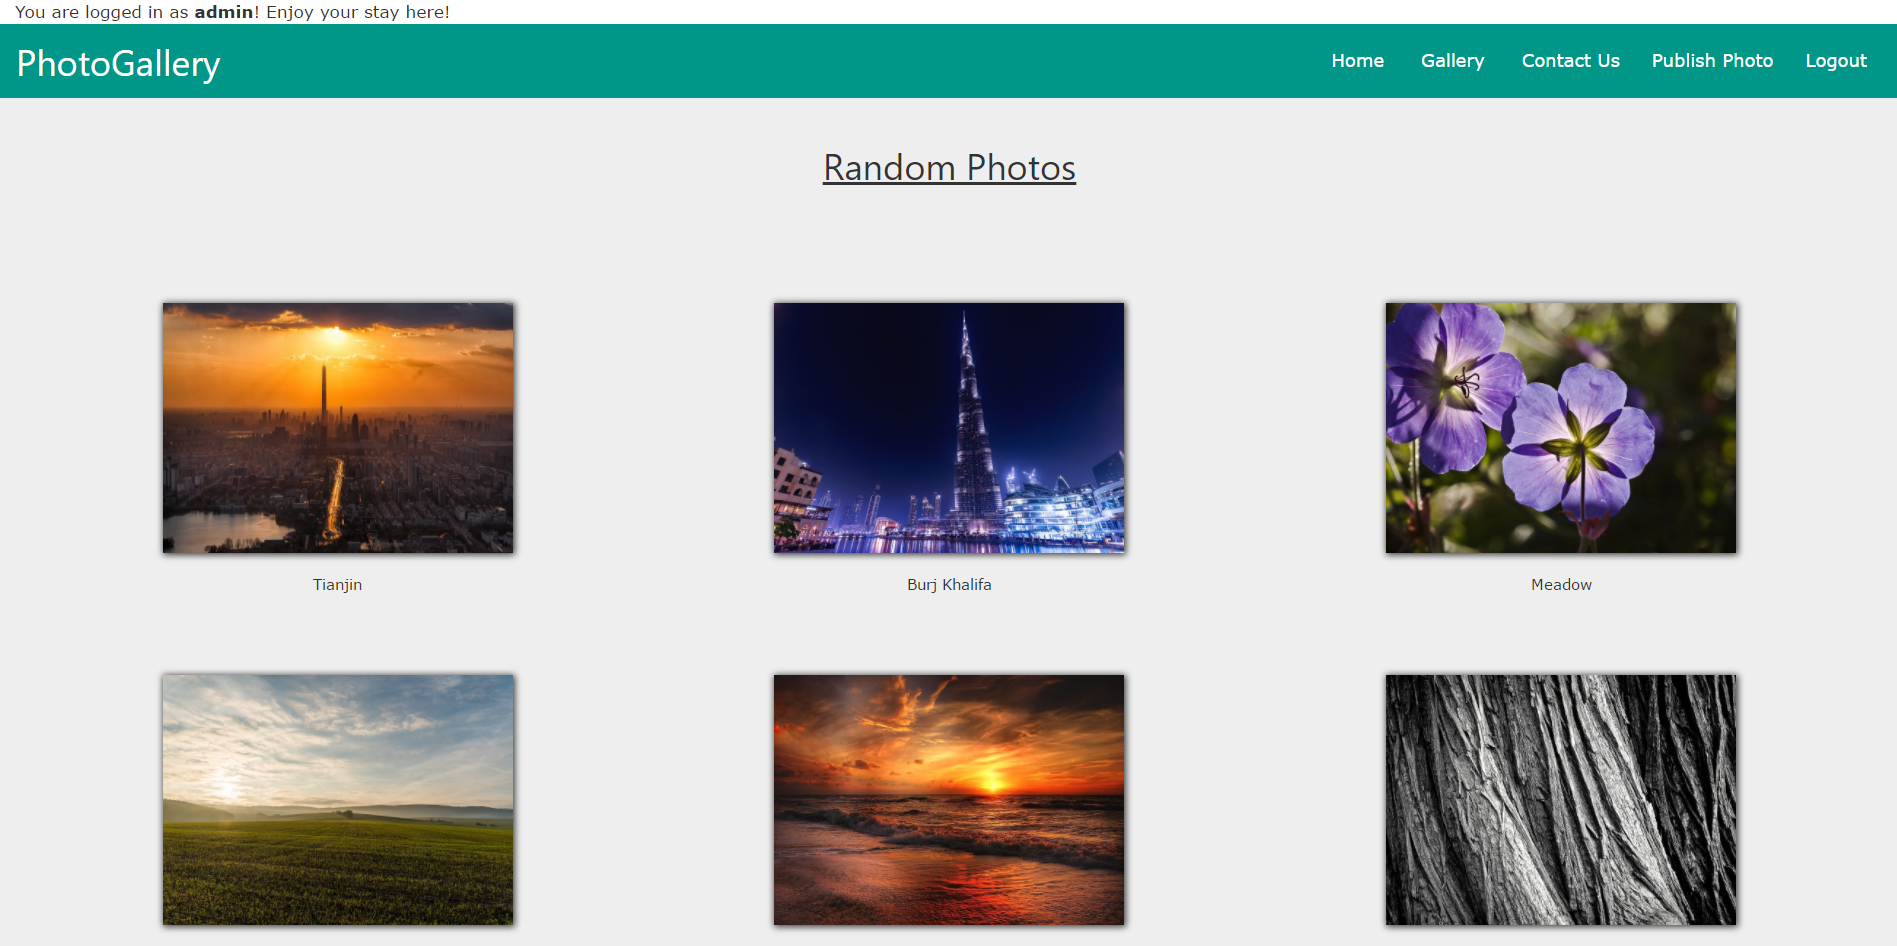 You are logged in as admin! Enjoy your stay here!
PhotoGallery
Home Gallery Contact Us Publish Photo Logout
Random Photos
Tianjin
Burj Khalifa
Meadow